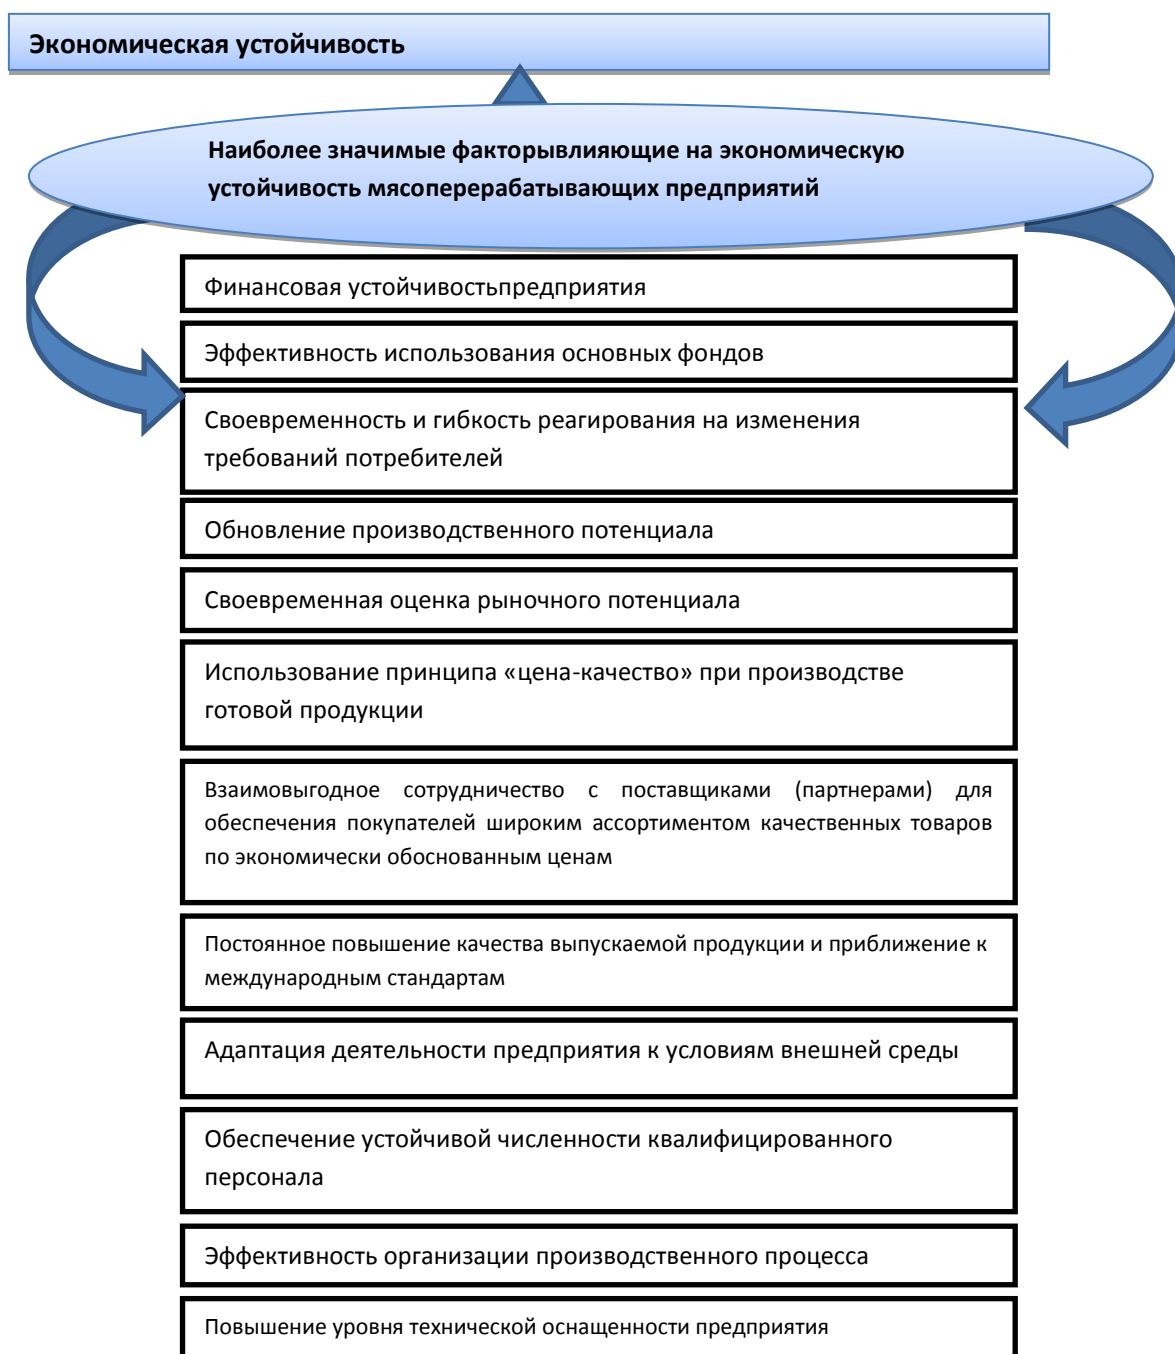 Экономическая устойчивость
Наиболее значимые факторывлияющие на экономическую
устойчивость мясоперерабатывающих предприятий
Финансовая устойчивостьпредприятия
Эффективность использования основных фондов
Своевременность и гибкость реагирования на изменения
требований потребителей
Обновление производственного потенциала
Своевременная оценка рыночного потенциала
Использование принципа «цена-качество» при производстве
готовой продукции
Взаимовыгодное сотрудничество с поставщиками (партнерами) для
обеспечения покупателей широким ассортиментом качественных товаров
по экономически обоснованным ценам
Постоянное повышение качества выпускаемой продукции и приближение к
международным стандартам
Адаптация деятельности предприятия к условиям внешней среды
Обеспечение устойчивой численности квалифицированного
персонала
Эффективность организации производственного процесса
Повышение уровня технической оснащенности предприятия